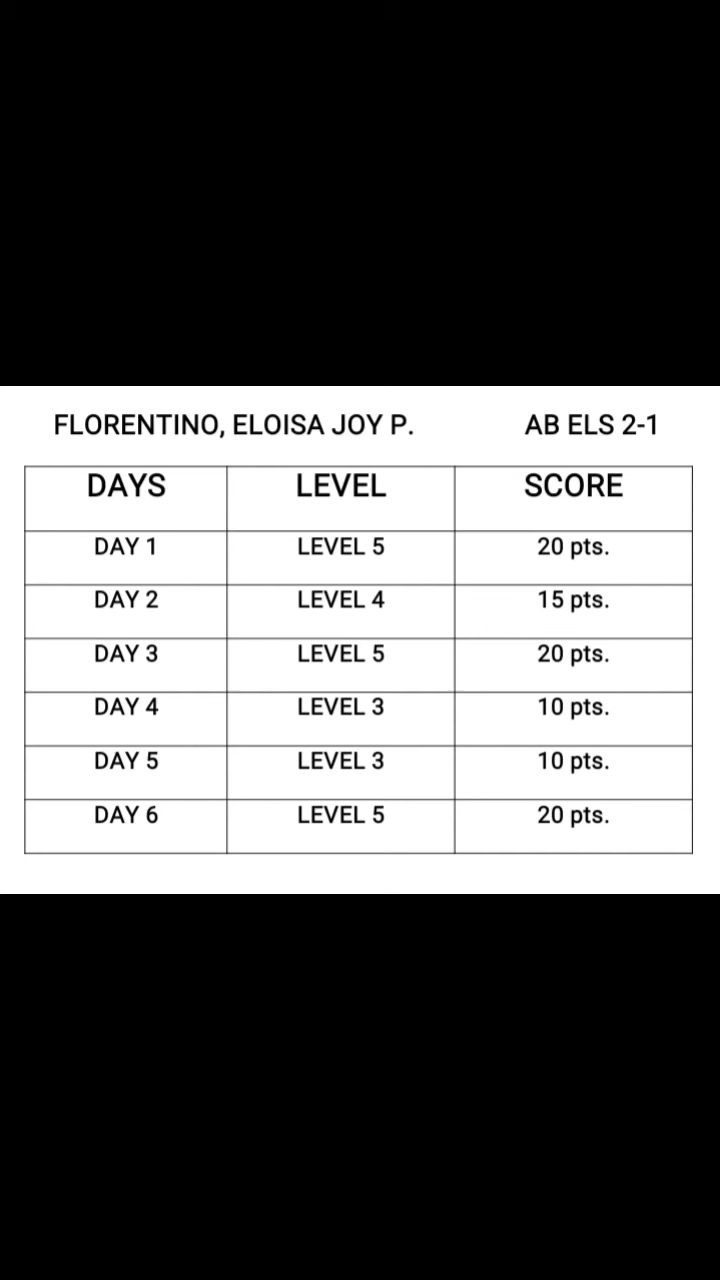 FLORENTINO, ELOISA JOY P. AB ELS 2-1
DAYS LEVEL SCORE
DAY 1 LEVEL 5 20 pts.
DAY 2 LEVEL 4 15 pts.
DAY 3 LEVEL 5 20 pts.
DAY 4 LEVEL 3 10 pts.
DAY 5 LEVEL 3 10 pts.
DAY 6 LEVEL 5 20 pts.